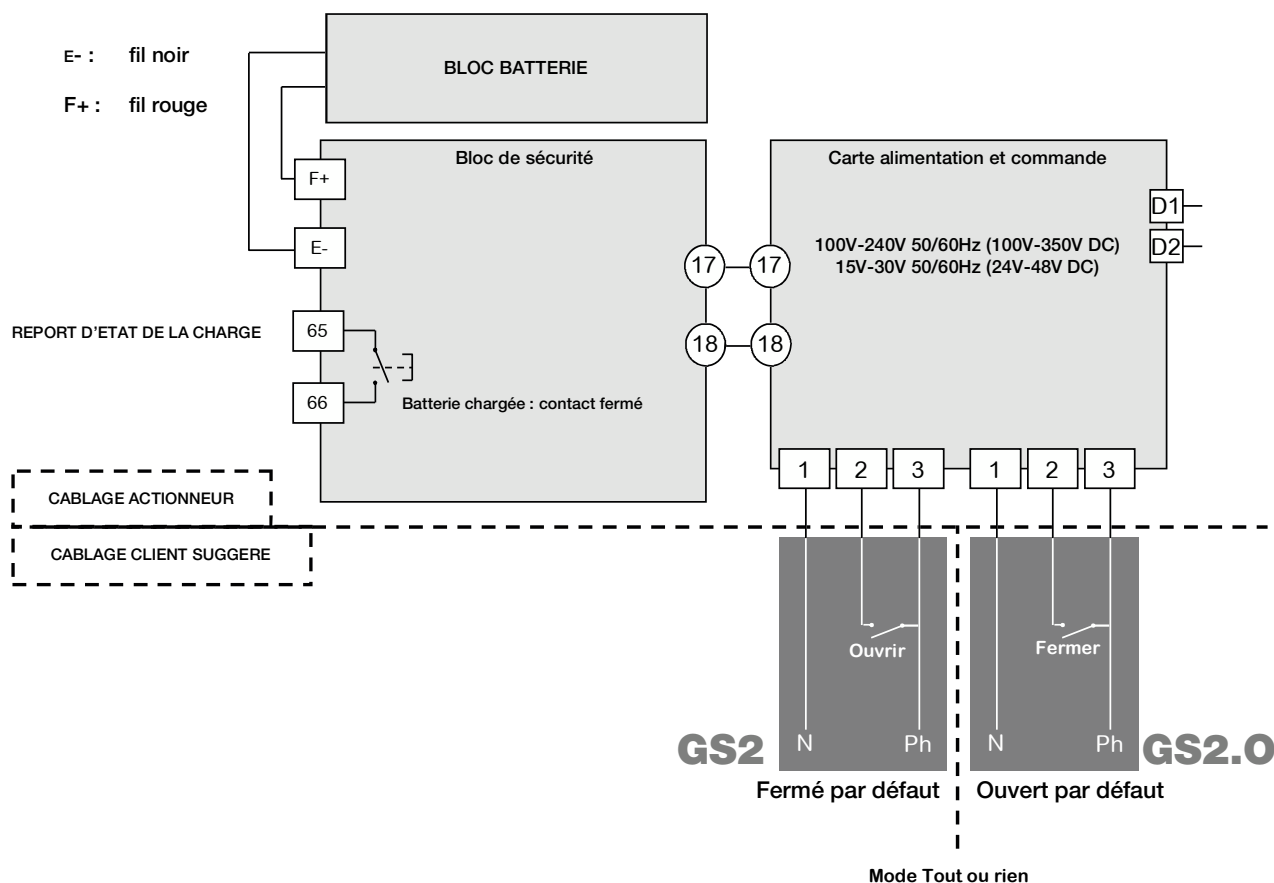 E- : fil noir
F+ : fil rouge
BLOC BATTERIE
Bloc de sécurité
F+
E-
REPORT D'ETAT DE LA CHARGE
65
66
Batterie chargée : contact fermé
17
18
Carte alimentation et commande
100V-240V 50/60Hz (100V-350V DC)
15V-30V 50/60Hz (24V-48V DC)
D1
D2
17
18
1 2 3 1 2 3
CABLAGE ACTIONNEUR
CABLAGE CLIENT SUGGERE
Ouvrir
Fermer
GS2 N Ph N Ph GS2.O
Fermé par défaut
Ouvert par défaut
Mode Tout ou rien